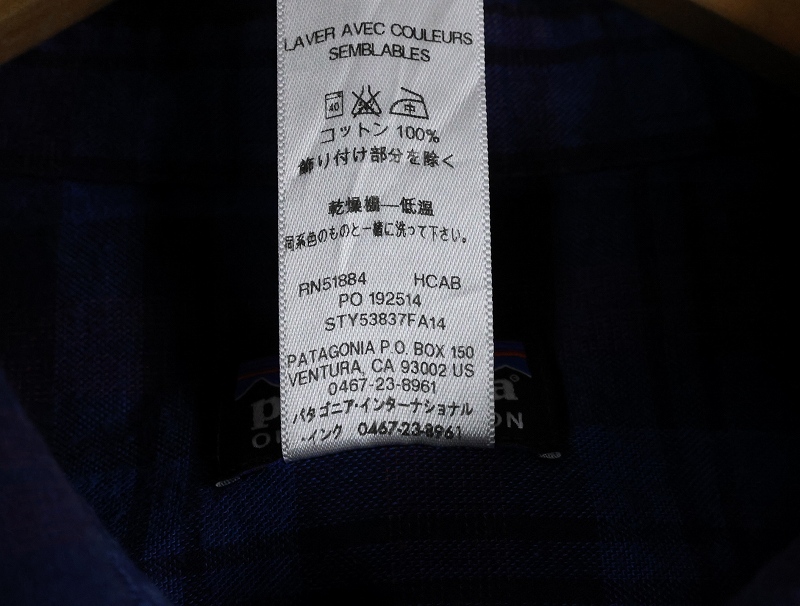 LAVER AVEC COULEURS
SEMBLABLES
40 中
コットン 100%
飾り付け部分を除く
乾燥機—低温
同系色のものと一緒に洗って下さい。
RN51884 HCAB
PO 192514
STY53837FA14
PATAGONIA P.O. BOX 150
VENTURA, CA 93002 US
0467-23-8961
パタゴニア・インターナショナル
・インク 0467-23-8961